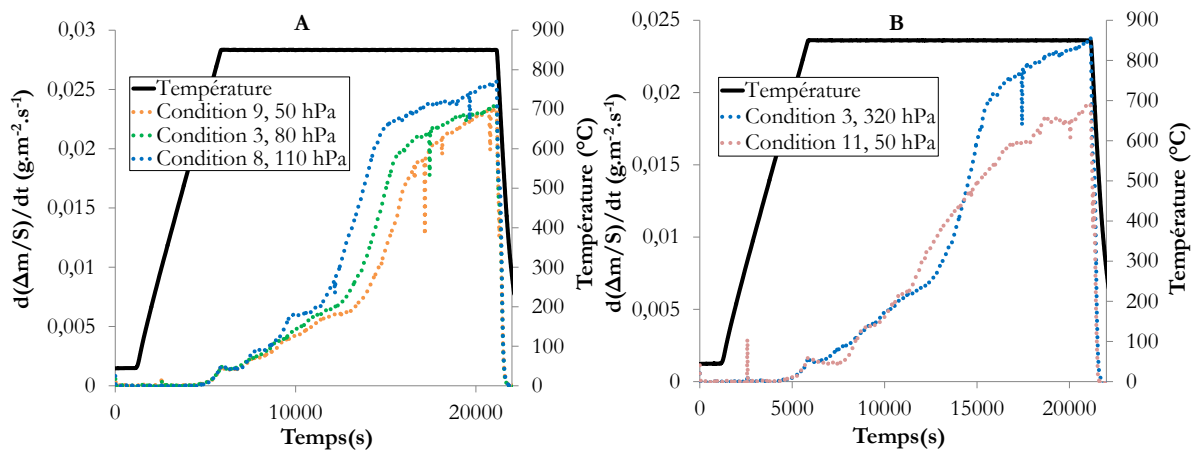 A
0,03
0,025
0,02
0,015
0,01
0,005
0
d(Δm/S)/dt (g.m⁻².s⁻¹)
900
800
700
600
500
400
300
200
100
0
Température (°C)
Température
Condition 9, 50 hPa
Condition 3, 80 hPa
Condition 8, 110 hPa
0
10000
20000
Temps(s)
B
0,025
0,02
0,015
0,01
0,005
0
d(Δm/S)/dt (g.m⁻².s⁻¹)
900
800
700
600
500
400
300
200
100
0
Température (°C)
Température
Condition 3, 320 hPa
Condition 11, 50 hPa
0
5000
10000
15000
20000
Temps(s)